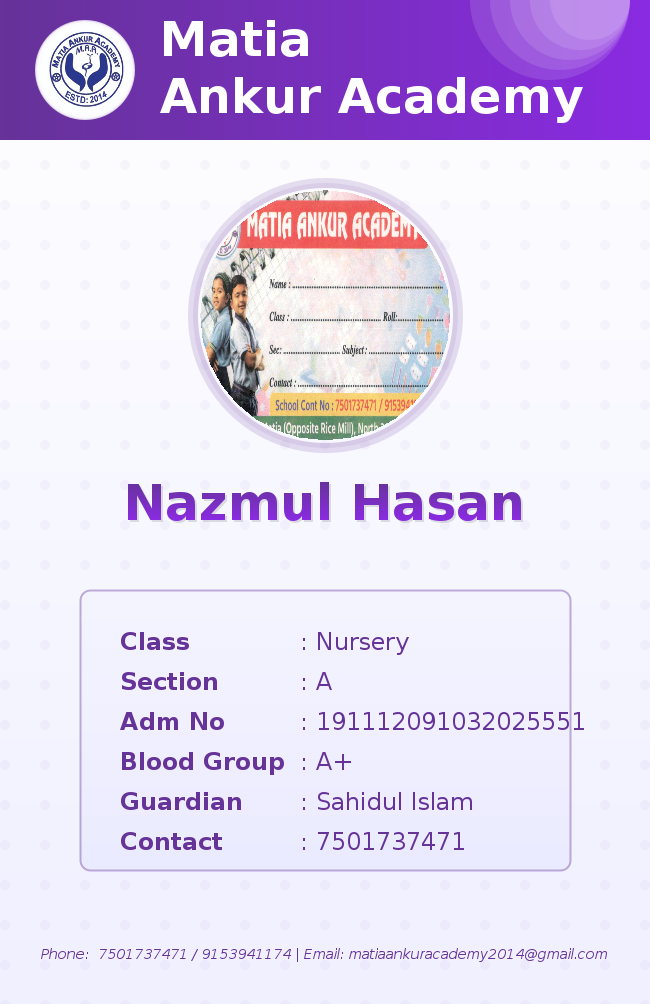 Matia
Ankur Academy
MATIA ANKUR ACADEMY
M.A.A
ESTD: 2014
MATIA ANKUR ACADEMY
Name :
Class : Roll:
Sec: Subject :
Contact :
School Cont No : 7501737471 / 915394
(Opposite Rice Mill), North
Nazmul Hasan
Class : Nursery
Section : A
Adm No : 191112091032025551
Blood Group : A+
Guardian : Sahidul Islam
Contact : 7501737471
Phone: 7501737471 / 9153941174 | Email: matiaankuracademy2014@gmail.com